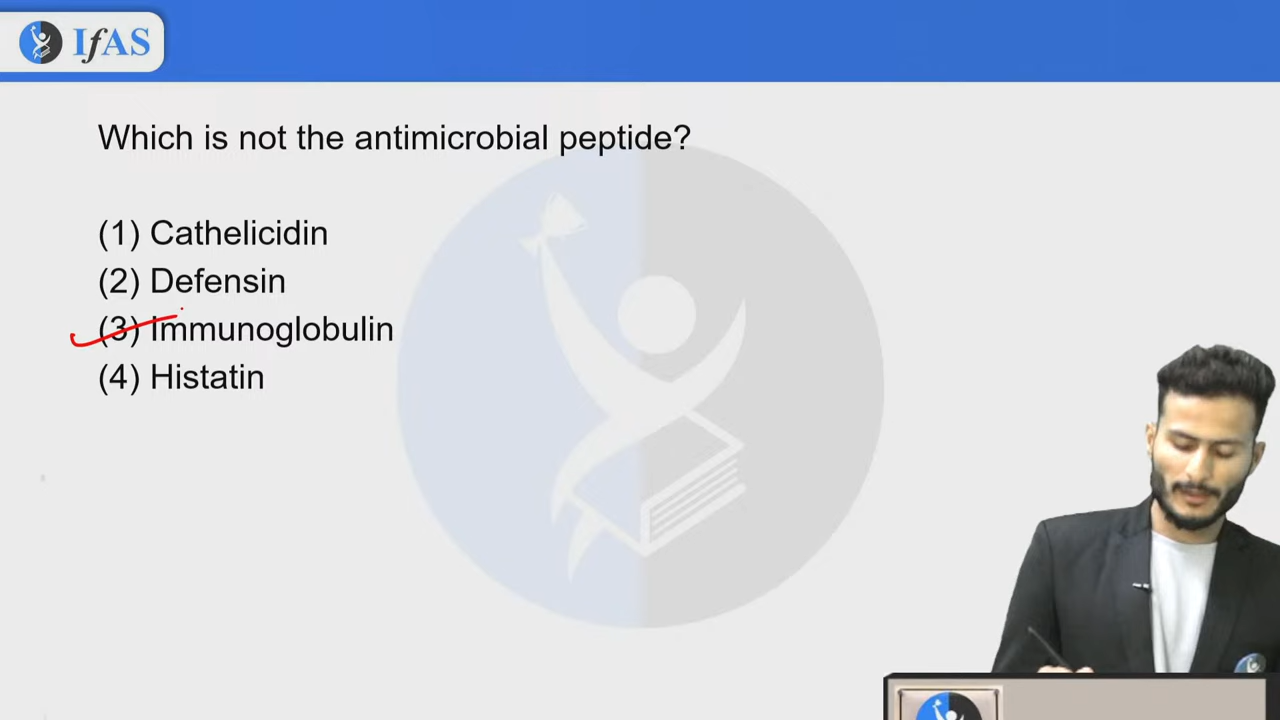 IfAS
Which is not the antimicrobial peptide?
(1) Cathelicidin
(2) Defensin
(3) Immunoglobulin
(4) Histatin